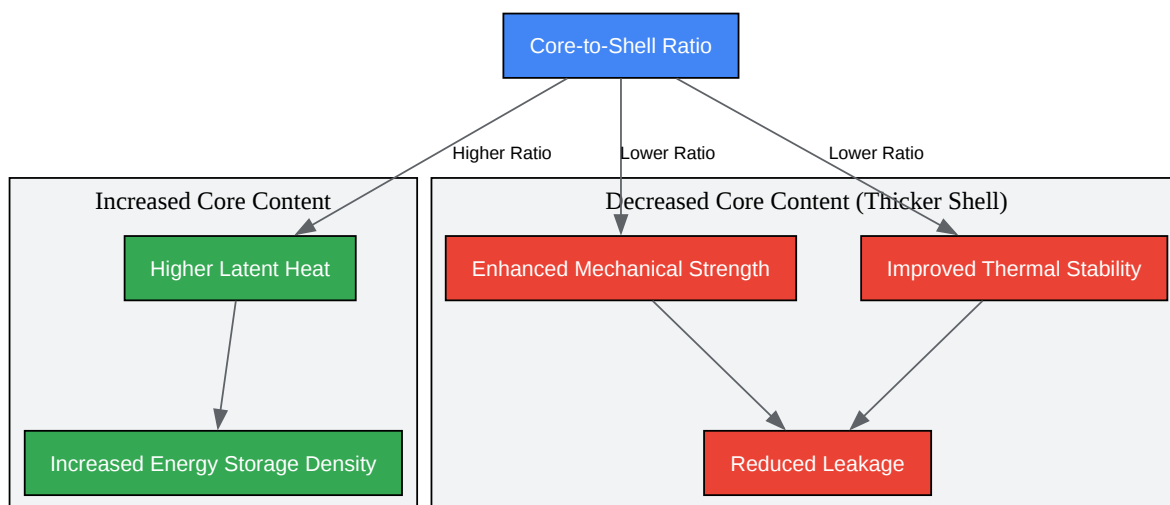 Core-to-Shell Ratio
Higher Ratio
Lower Ratio
Lower Ratio
Increased Core Content
Decreased Core Content (Thicker Shell)
Higher Latent Heat
Enhanced Mechanical Strength
Improved Thermal Stability
Increased Energy Storage Density
Reduced Leakage